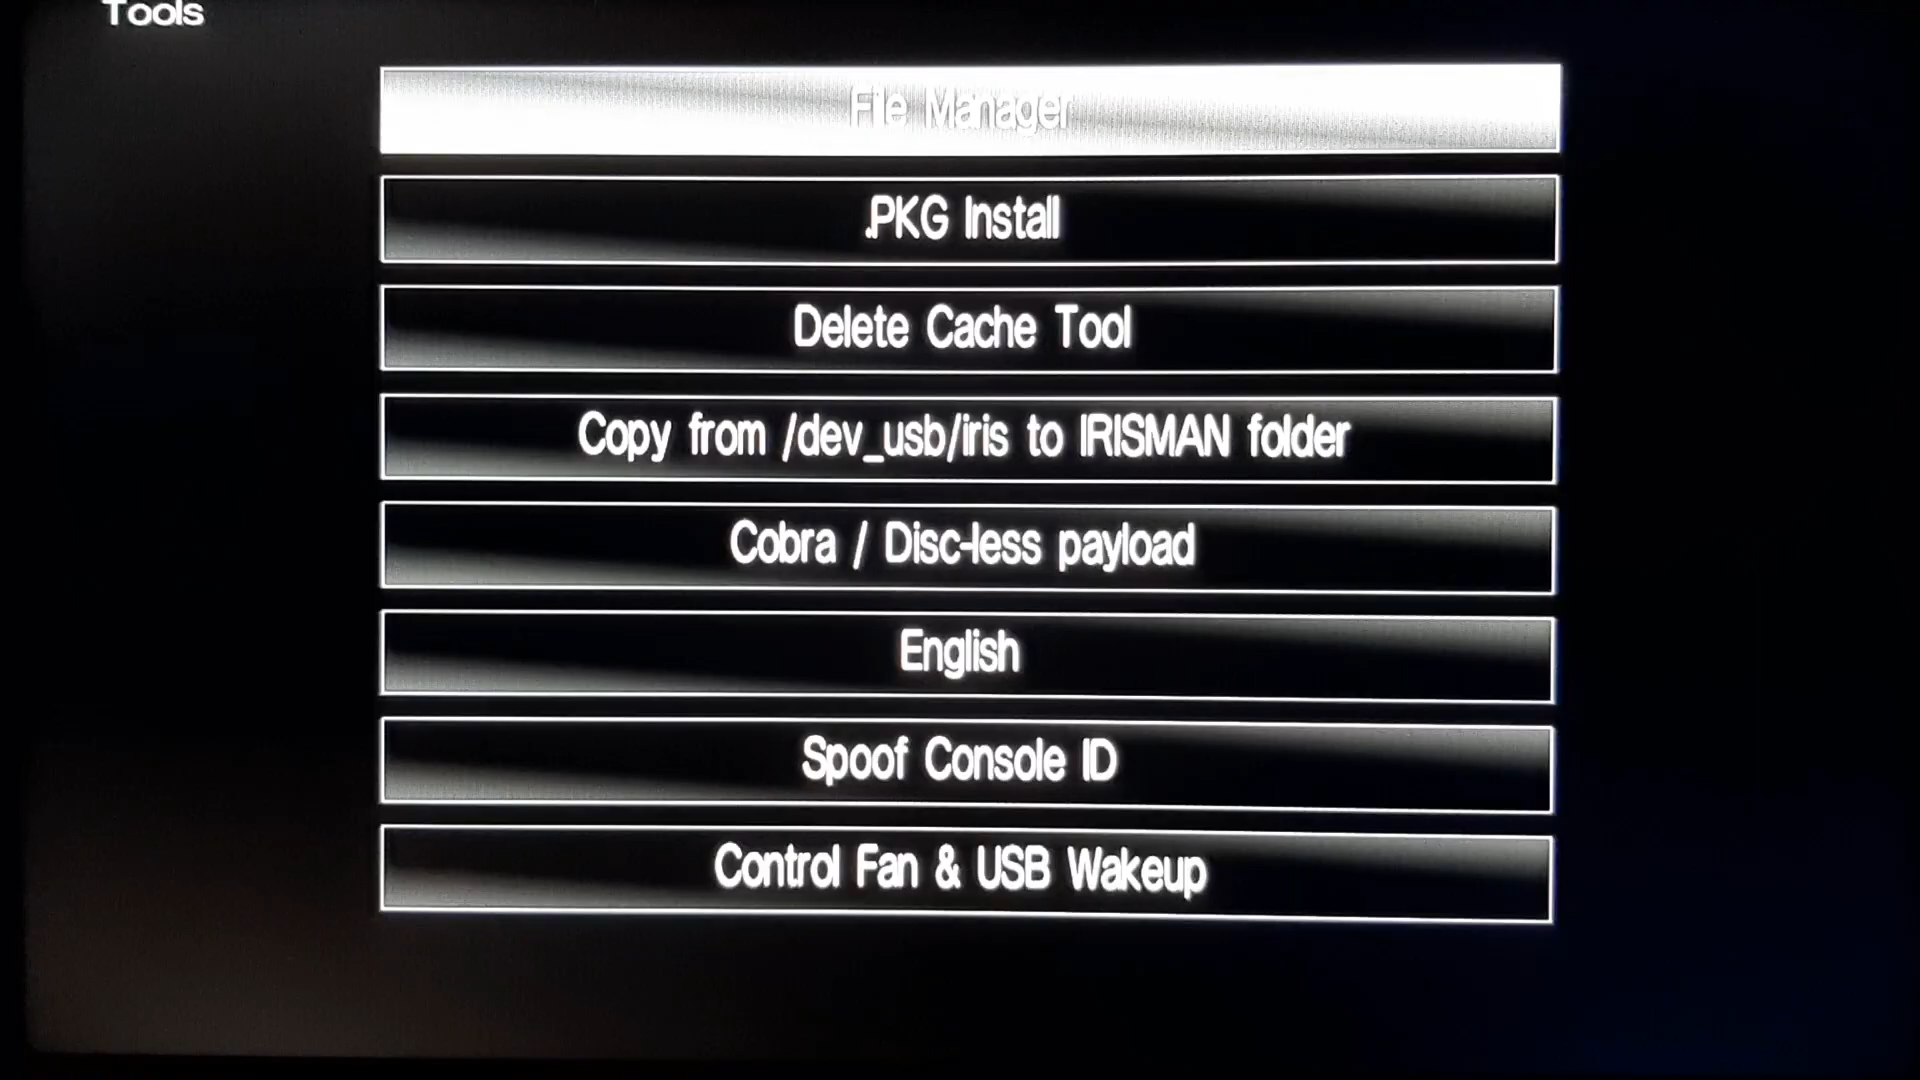 Tools
File Manager
.PKG Install
Delete Cache Tool
Copy from /dev_usb/iris to IRISMAN folder
Cobra / Disc-less payload
English
Spoof Console ID
Control Fan & USB Wakeup